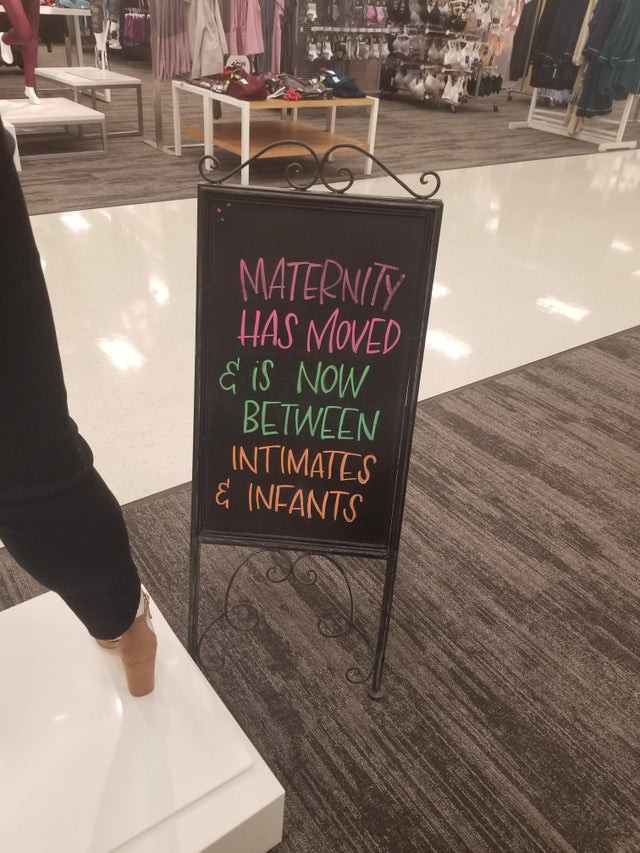 MATERNITY
HAS MOVED
& iS NOW
BETWEEN
INTIMATES
& INFANTS